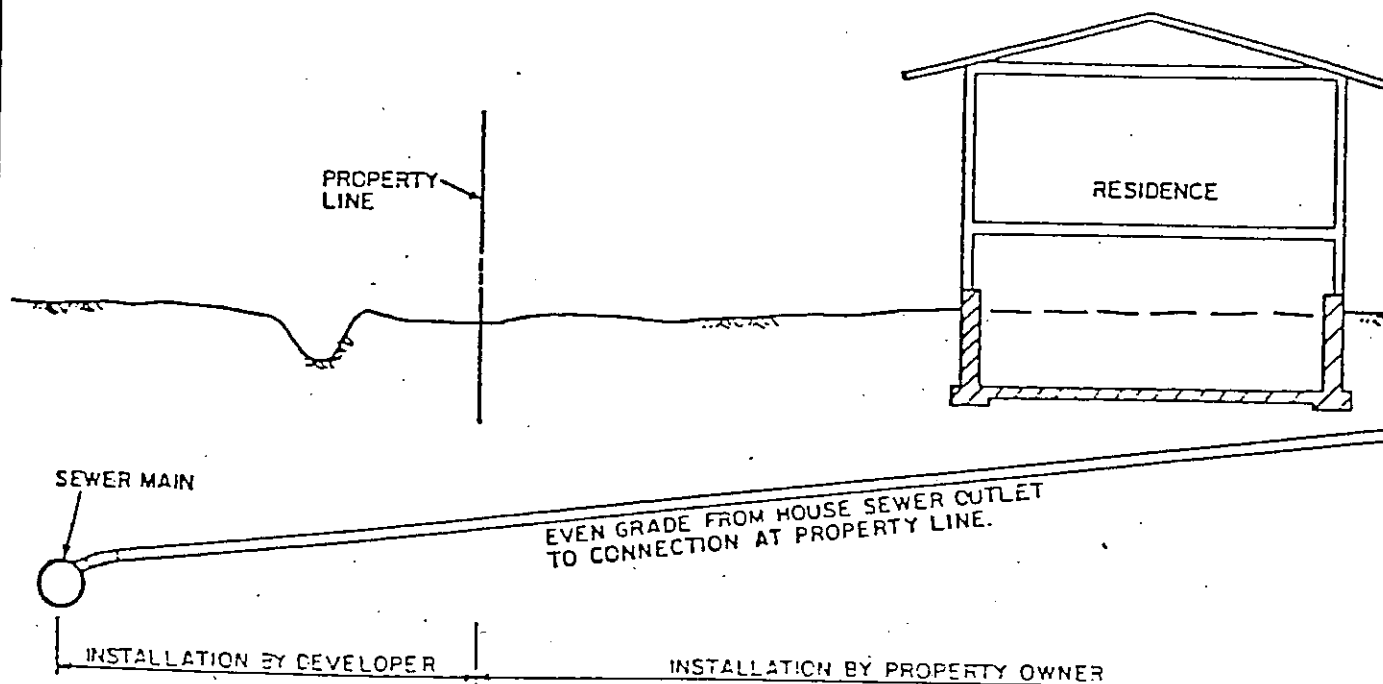 PROPERTY
LINE
RESIDENCE
SEWER MAIN
EVEN GRADE FROM HOUSE SEWER OUTLET
TO CONNECTION AT PROPERTY LINE.
INSTALLATION BY DEVELOPER
INSTALLATION BY PROPERTY OWNER